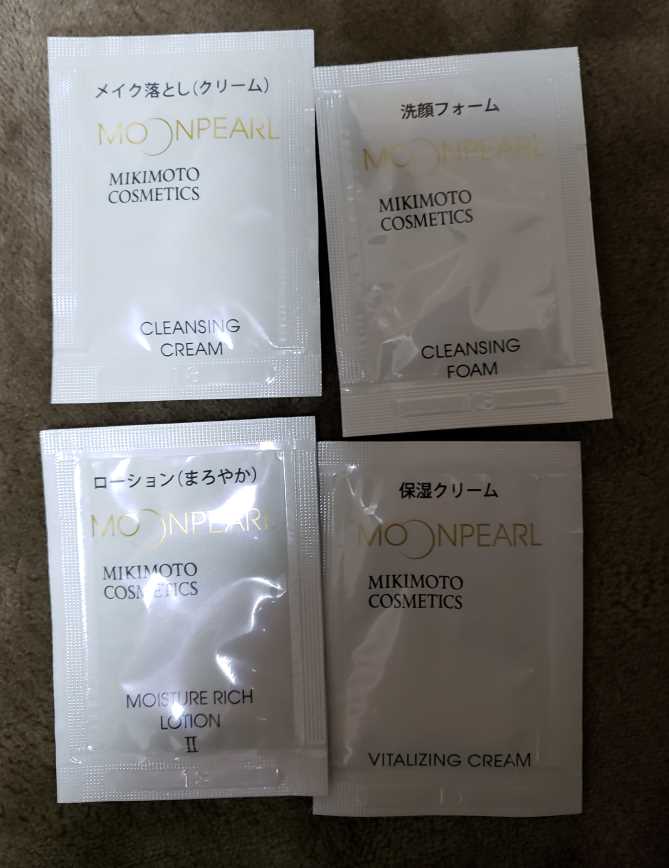 メイク落とし(クリーム)
MOONPEARL
MIKIMOTO
COSMETICS
CLEANSING
CREAM
洗顔フォーム
MOONPEARL
MIKIMOTO
COSMETICS
CLEANSING
FOAM
ローション(まろやか)
MOONPEARL
MIKIMOTO
COSMETICS
MOISTURE RICH
LOTION
II
保湿クリーム
MOONPEARL
MIKIMOTO
COSMETICS
VITALIZING CREAM